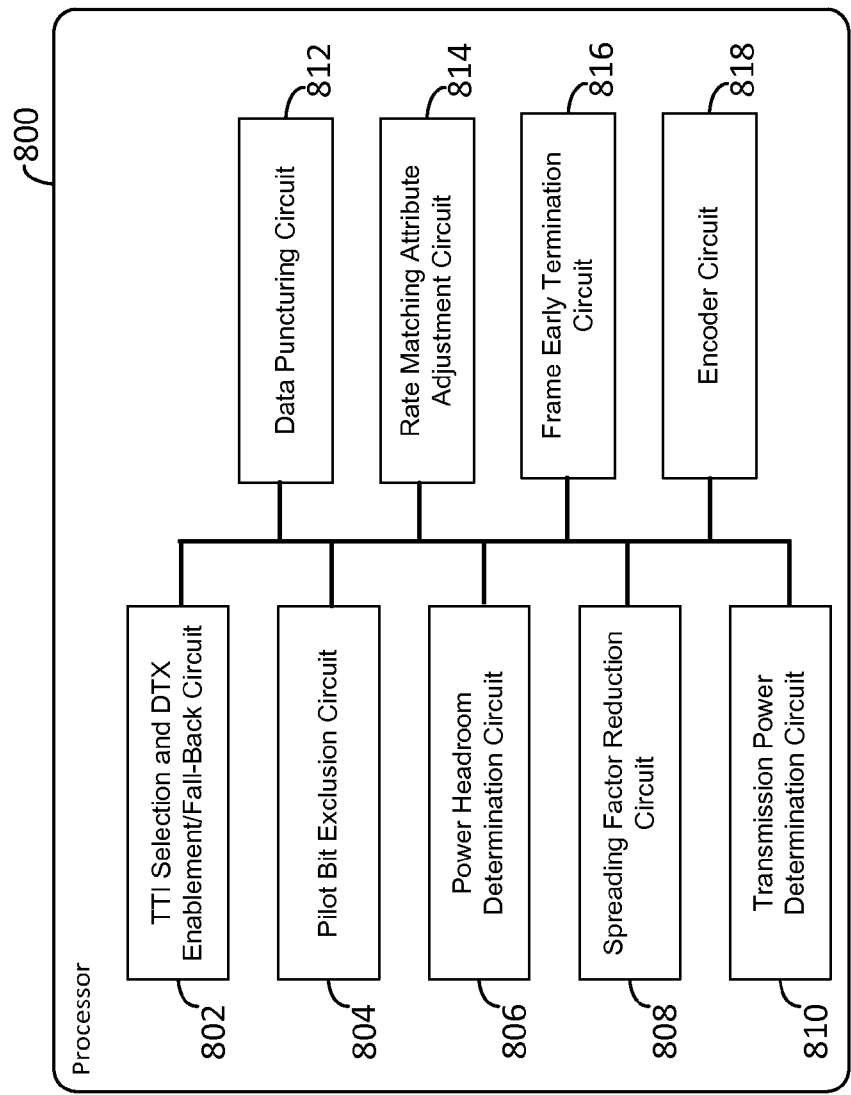 800
Processor
802
TTI Selection and DTX
Enablement/Fall-Back Circuit
804
Pilot Bit Exclusion Circuit
806
Power Headroom
Determination Circuit
808
Spreading Factor Reduction
Circuit
810
Transmission Power
Determination Circuit
812
Data Puncturing Circuit
814
Rate Matching Attribute
Adjustment Circuit
816
Frame Early Termination
Circuit
818
Encoder Circuit